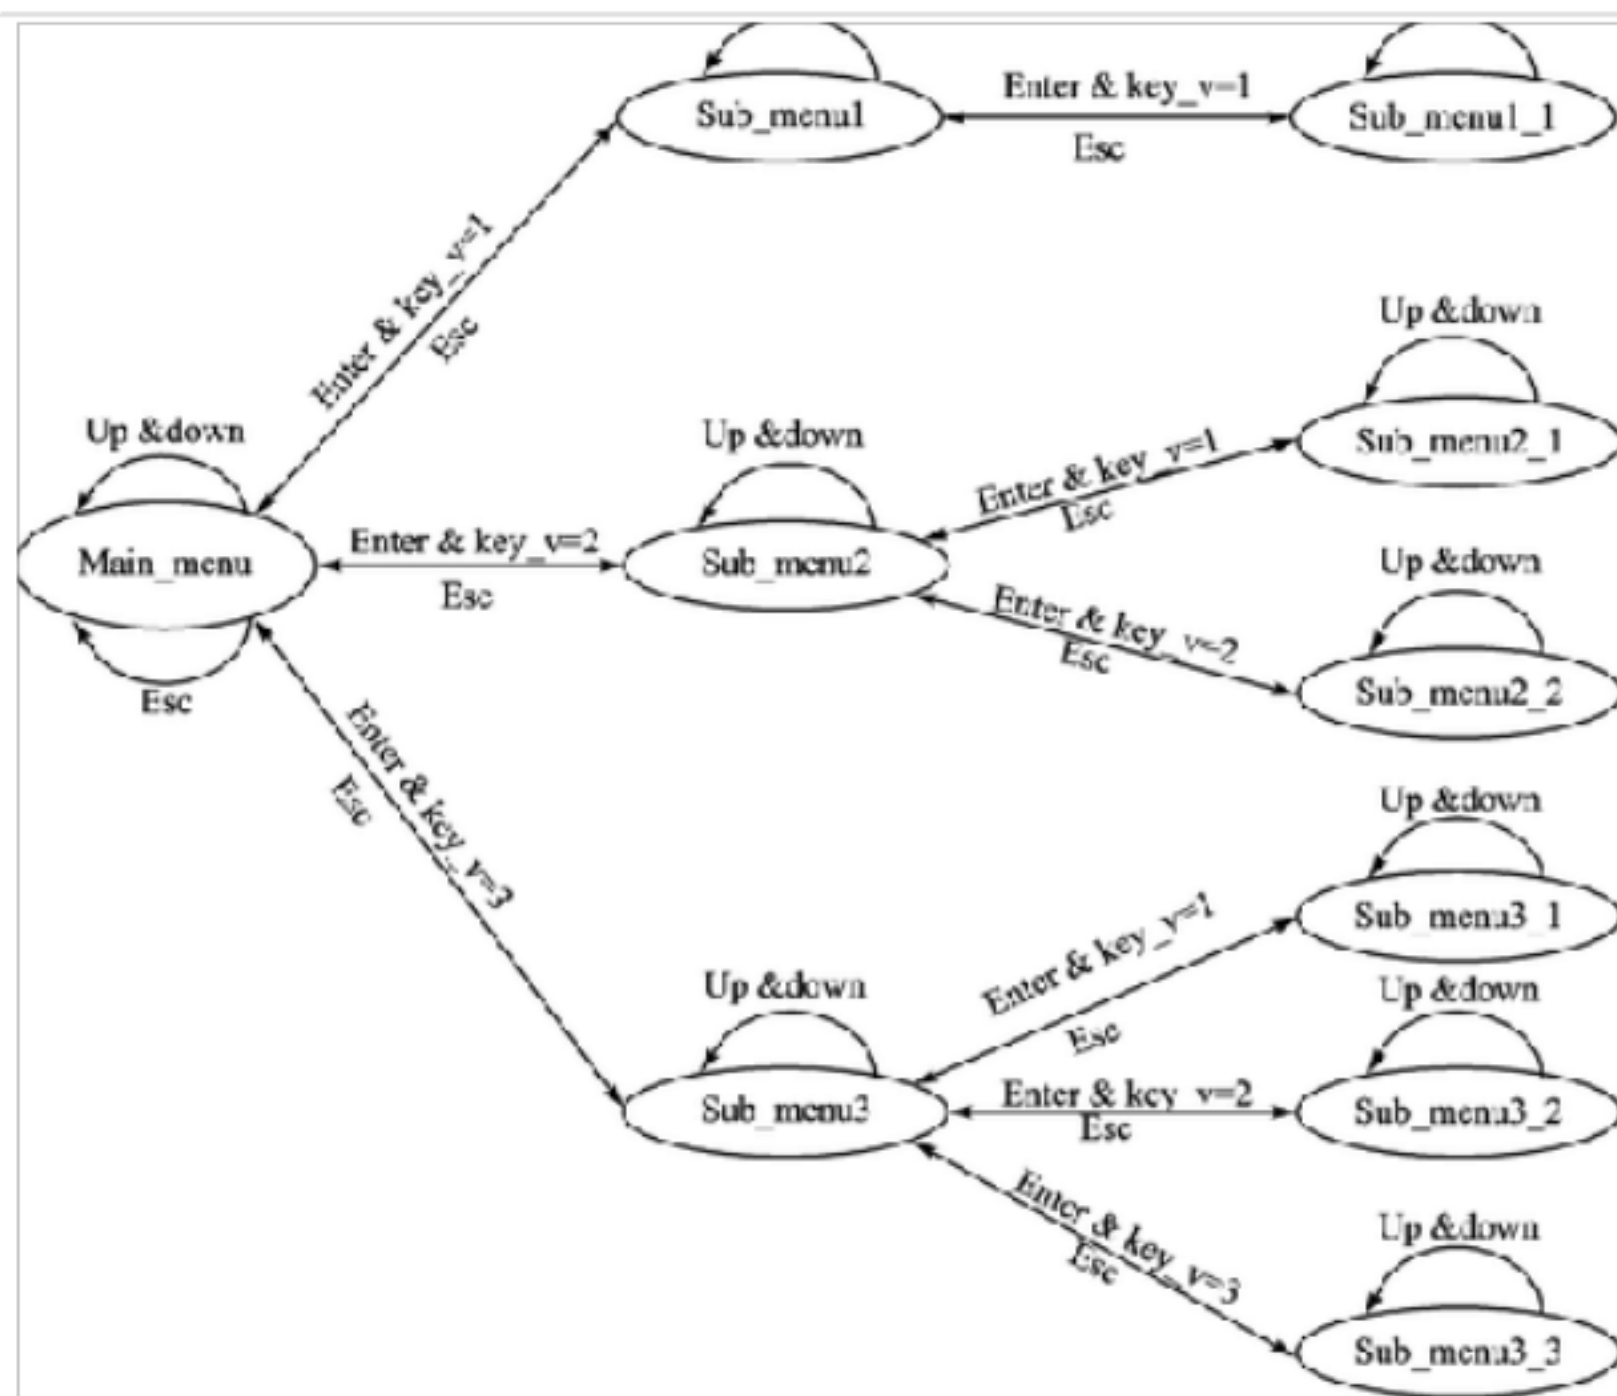 Enter & key_v=1
Sub_menu1
Sub_menu1_1
Esc
Enter & key_v=1
Esc
Up &down
Up &down
Up &down
Enter & key_v=1
Sub_menu2_1
Esc
Enter & key_v=2
Main_menu
Sub_menu2
Esc
Up &down
Enter & key_v=2
Esc
Sub_menu2_2
Esc
Enter & key_v=3
Esc
Up &down
Enter & key_v=1
Sub_menu3_1
Up &down
Up &down
Esc
Enter & key_v=2
Sub_menu3
Sub_menu3_2
Esc
Enter & key_v=3
Esc
Up &down
Sub_menu3_3